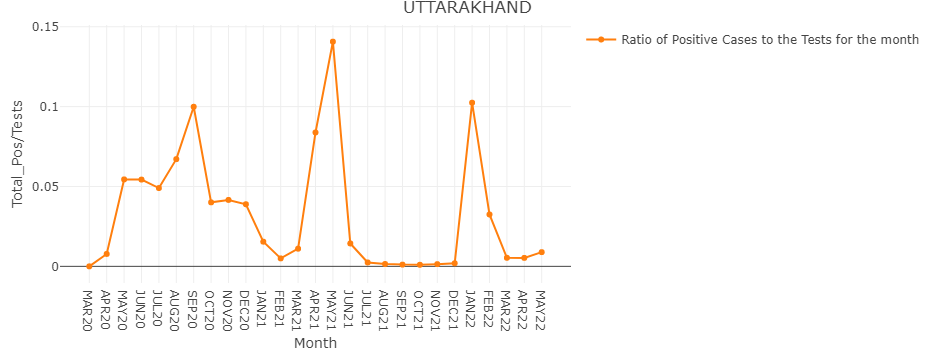 UTTARAKHAND
0.15
0.1
0.05
0
Total_Pos/Tests
MAR20
APR20
MAY20
JUN20
JUL20
AUG20
SEP20
OCT20
NOV20
DEC20
JAN21
FEB21
MAR21
APR21
MAY21
JUN21
JUL21
AUG21
SEP21
OCT21
NOV21
DEC21
JAN22
FEB22
MAR22
APR22
MAY22
Month
Ratio of Positive Cases to the Tests for the month